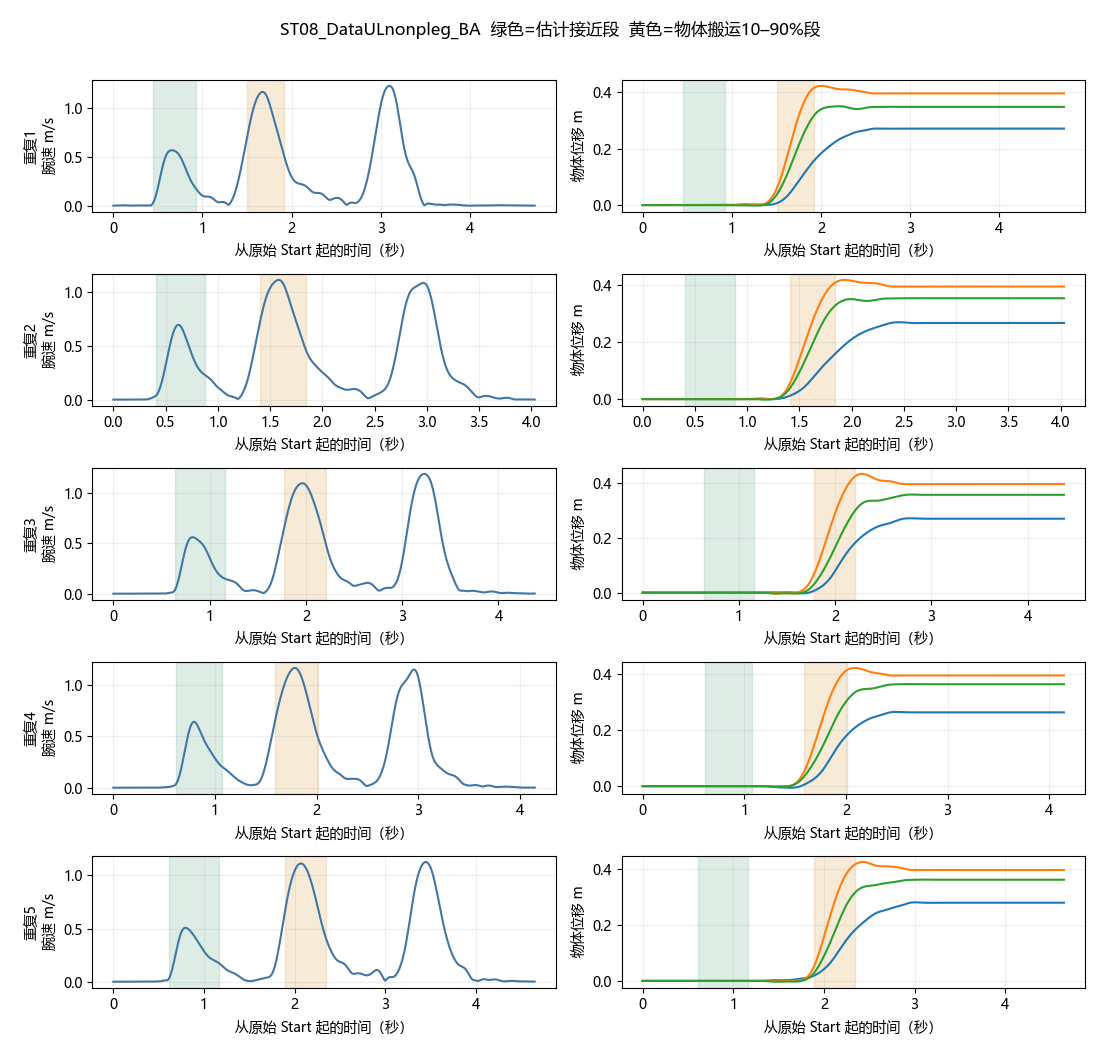 ST08_DataULnonpleg_BA 绿色=估计接近段 黄色=物体搬运10–90%段
重复1
腕速 m/s
1.0
0.5
0.0
0 1 2 3 4
从原始 Start 起的时间（秒）
物体位移 m
0.4
0.2
0.0
0 1 2 3 4
从原始 Start 起的时间（秒）
重复2
腕速 m/s
1.0
0.5
0.0
0.0 0.5 1.0 1.5 2.0 2.5 3.0 3.5 4.0
从原始 Start 起的时间（秒）
物体位移 m
0.4
0.2
0.0
0.0 0.5 1.0 1.5 2.0 2.5 3.0 3.5 4.0
从原始 Start 起的时间（秒）
重复3
腕速 m/s
1.0
0.5
0.0
0 1 2 3 4
从原始 Start 起的时间（秒）
物体位移 m
0.4
0.2
0.0
0 1 2 3 4
从原始 Start 起的时间（秒）
重复4
腕速 m/s
1.0
0.5
0.0
0 1 2 3 4
从原始 Start 起的时间（秒）
物体位移 m
0.4
0.2
0.0
0 1 2 3 4
从原始 Start 起的时间（秒）
重复5
腕速 m/s
1.0
0.5
0.0
0 1 2 3 4
从原始 Start 起的时间（秒）
物体位移 m
0.4
0.2
0.0
0 1 2 3 4
从原始 Start 起的时间（秒）